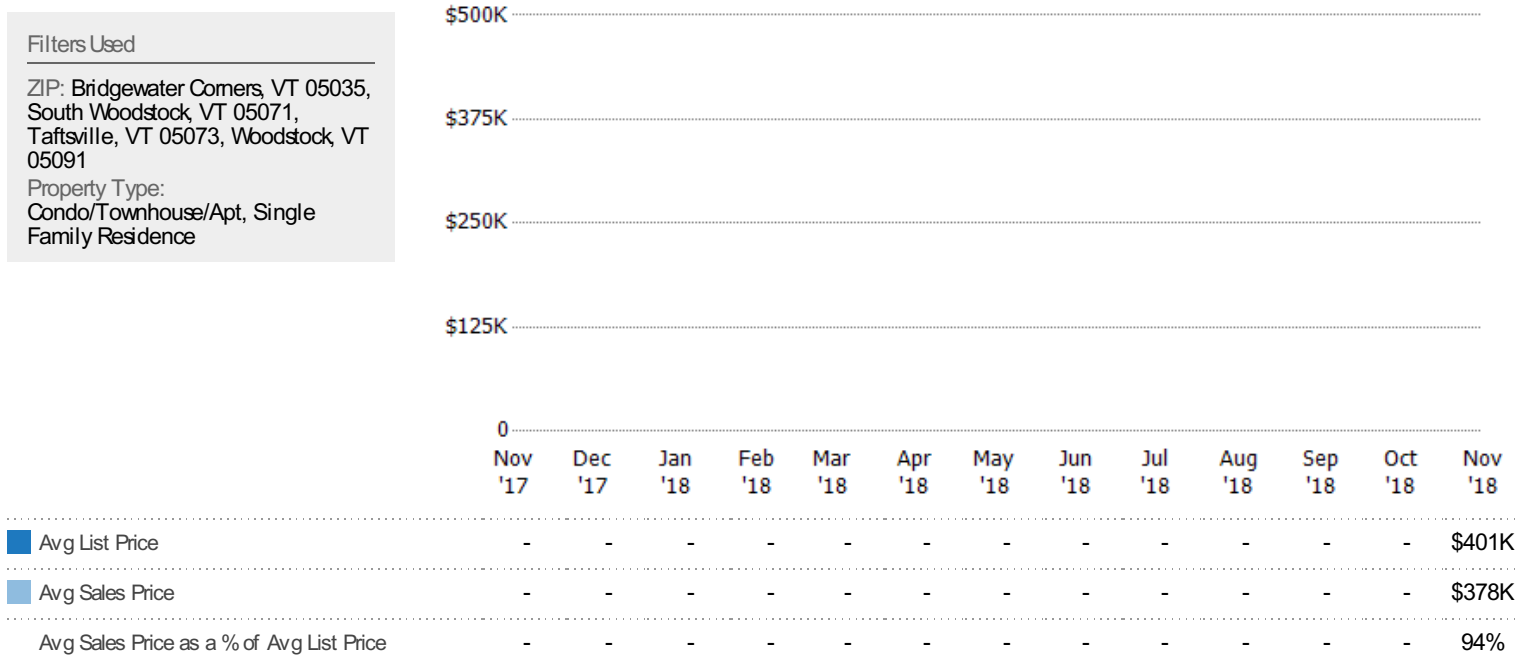 Filters Used
ZIP: Bridgewater Corners, VT 05035,
South Woodstock, VT 05071,
Taftsville, VT 05073, Woodstock, VT
05091
Property Type:
Condo/Townhouse/Apt, Single
Family Residence
$500K
$375K
$250K
$125K
0
Nov '17 Dec '17 Jan '18 Feb '18 Mar '18 Apr '18 May '18 Jun '18 Jul '18 Aug '18 Sep '18 Oct '18 Nov '18
Avg List Price - - - - - - - - - - - - $401K
Avg Sales Price - - - - - - - - - - - - $378K
Avg Sales Price as a % of Avg List Price - - - - - - - - - - - - 94%